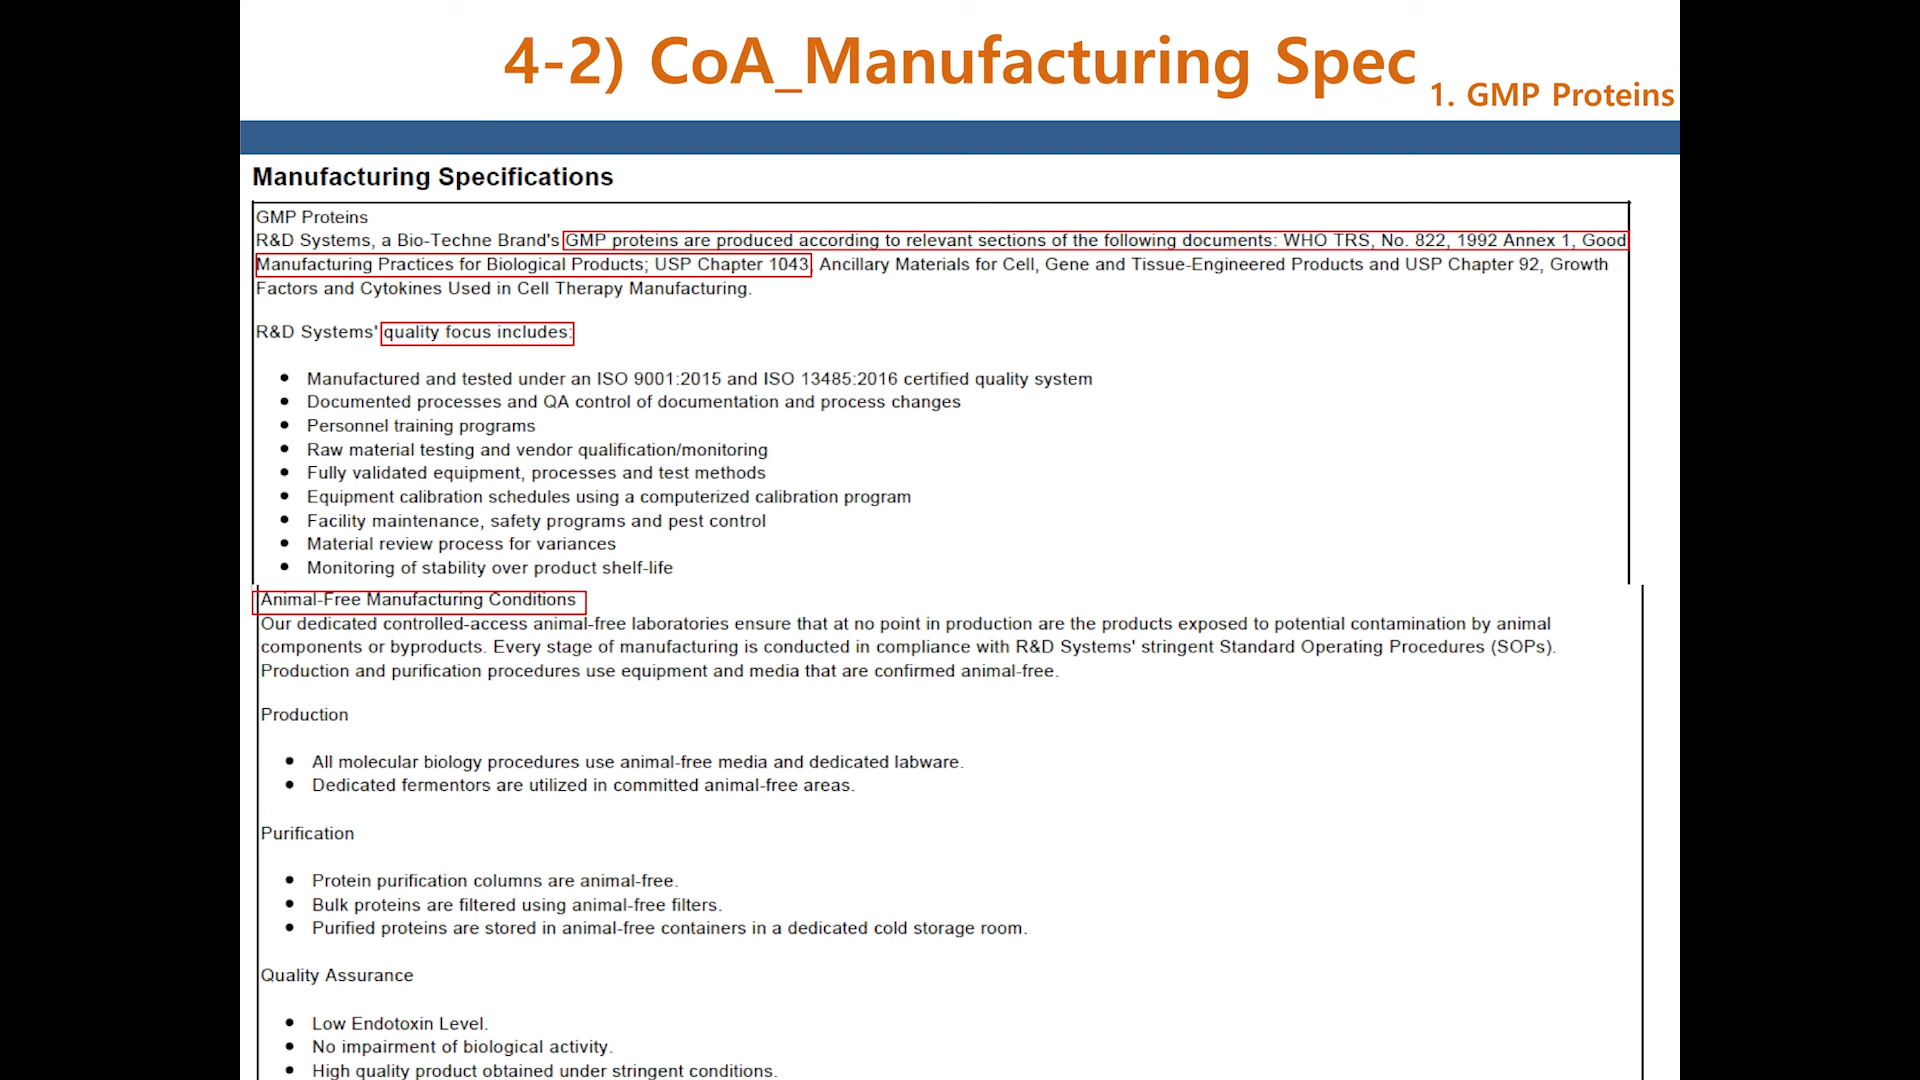 4-2) CoA_Manufacturing Spec
1. GMP Proteins
Manufacturing Specifications
GMP Proteins
R&D Systems, a Bio-Techne Brand's GMP proteins are produced according to relevant sections of the following documents: WHO TRS, No. 822, 1992 Annex 1, Good
Manufacturing Practices for Biological Products; USP Chapter 1043, Ancillary Materials for Cell, Gene and Tissue-Engineered Products and USP Chapter 92, Growth
Factors and Cytokines Used in Cell Therapy Manufacturing.
R&D Systems' quality focus includes:
• Manufactured and tested under an ISO 9001:2015 and ISO 13485:2016 certified quality system
• Documented processes and QA control of documentation and process changes
• Personnel training programs
• Raw material testing and vendor qualification/monitoring
• Fully validated equipment, processes and test methods
• Equipment calibration schedules using a computerized calibration program
• Facility maintenance, safety programs and pest control
• Material review process for variances
• Monitoring of stability over product shelf-life
Animal-Free Manufacturing Conditions
Our dedicated controlled-access animal-free laboratories ensure that at no point in production are the products exposed to potential contamination by animal
components or byproducts. Every stage of manufacturing is conducted in compliance with R&D Systems' stringent Standard Operating Procedures (SOPs).
Production and purification procedures use equipment and media that are confirmed animal-free.
Production
• All molecular biology procedures use animal-free media and dedicated labware.
• Dedicated fermentors are utilized in committed animal-free areas.
Purification
• Protein purification columns are animal-free.
• Bulk proteins are filtered using animal-free filters.
• Purified proteins are stored in animal-free containers in a dedicated cold storage room.
Quality Assurance
• Low Endotoxin Level.
• No impairment of biological activity.
• High quality product obtained under stringent conditions.